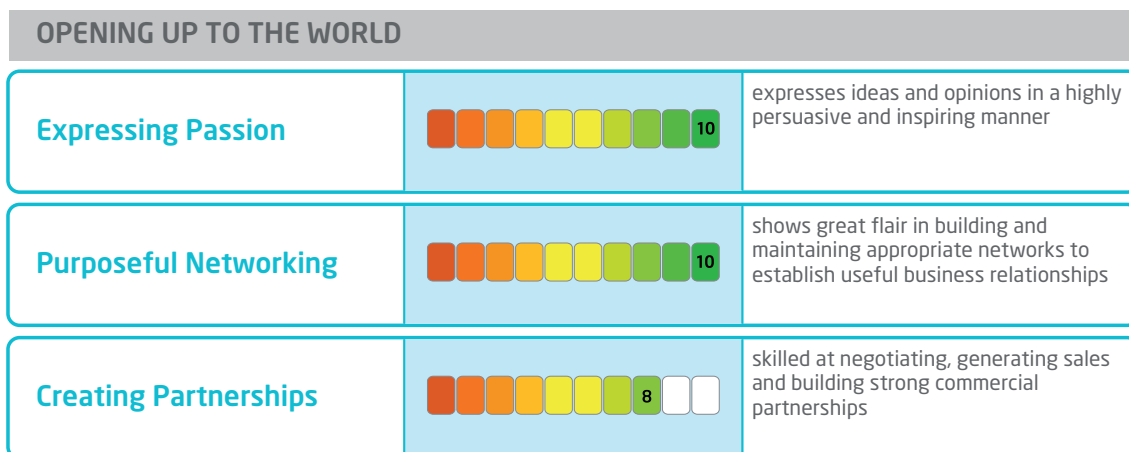 OPENING UP TO THE WORLD
Expressing Passion
10
expresses ideas and opinions in a highly
persuasive and inspiring manner
Purposeful Networking
10
shows great flair in building and
maintaining appropriate networks to
establish useful business relationships
Creating Partnerships
8
skilled at negotiating, generating sales
and building strong commercial
partnerships